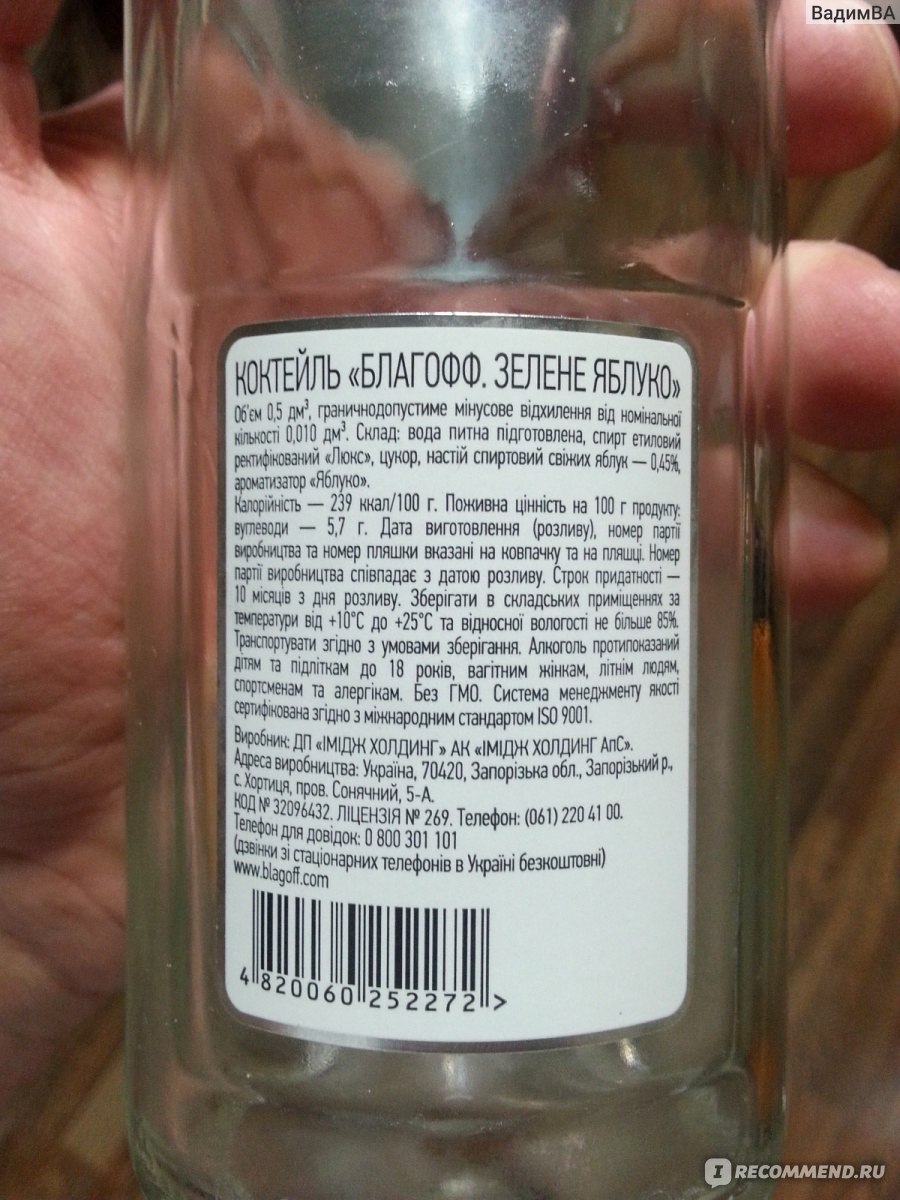 ВадимВА
КОКТЕЙЛЬ «БЛАГОФФ. ЗЕЛЕНЕ ЯБЛУКО»
Об'єм 0,5 дм³, граничнодопустиме мінусове відхилення від номінальної
кількості 0,010 дм³. Склад: вода питна підготовлена, спирт етиловий
ректифікований «Люкс», цукор, настій спиртовий свіжих яблук — 0,45%,
ароматизатор «Яблуко».
Калорійність — 239 ккал/100 г. Поживна цінність на 100 г продукту:
вуглеводи — 5,7 г. Дата виготовлення (розливу), номер партії
виробництва та номер пляшки вказані на ковпачку та на пляшці. Номер
партії виробництва співпадає з датою розливу. Строк придатності —
10 місяців з дня розливу. Зберігати в складських приміщеннях за
температури від +10°С до +25°С та відносної вологості не більше 85%.
Транспортувати згідно з умовами зберігання. Алкоголь протипоказаний
дітям та підліткам до 18 років, вагітним жінкам, літнім людям,
спортсменам та алергікам. Без ГМО. Система менеджменту якості
сертифікована згідно з міжнародним стандартом ISO 9001.
Виробник: ДП «ІМІДЖ ХОЛДИНГ» АК «ІМІДЖ ХОЛДИНГ АпС».
Адреса виробництва: Україна, 70420, Запорізька обл., Запорізький р.,
с. Хортиця, пров. Сонячний, 5-А.
КОД № 32096432. ЛІЦЕНЗІЯ № 269. Телефон: (061) 220 41 00.
Телефон для довідок: 0 800 301 101
(дзвінки зі стаціонарних телефонів в Україні безкоштовні)
www.blagoff.com
4 820060 252272 >
IRECOMMEND.RU